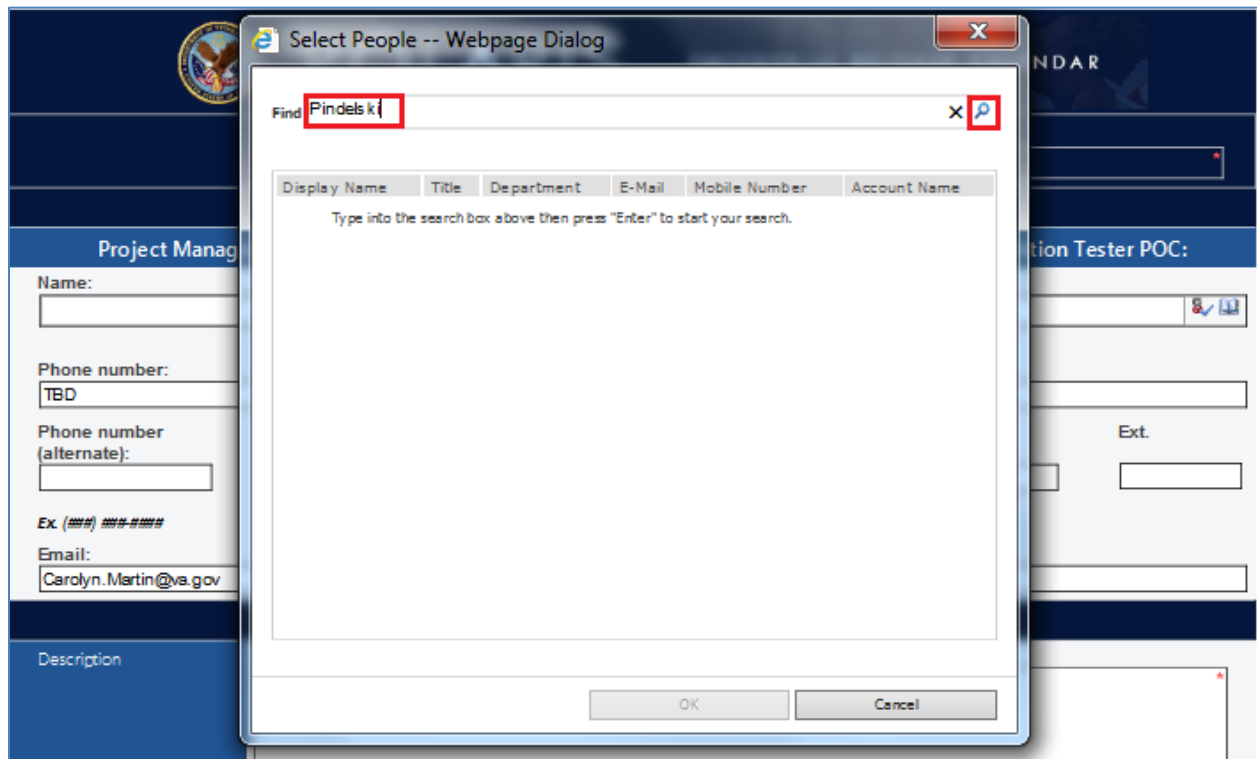 Select People -- Webpage Dialog
X
NDAR
Find Pindelski
*
Display Name Title Department E-Mail Mobile Number Account Name
Type into the search box above then press "Enter" to start your search.
Project Manag
tion Tester POC:
Name:
Phone number:
TBD
Phone number
(alternate):
Ext.
Ex. (###) ###-####
Email:
Carolyn.Martin@va.gov
Description
*
OK
Cancel